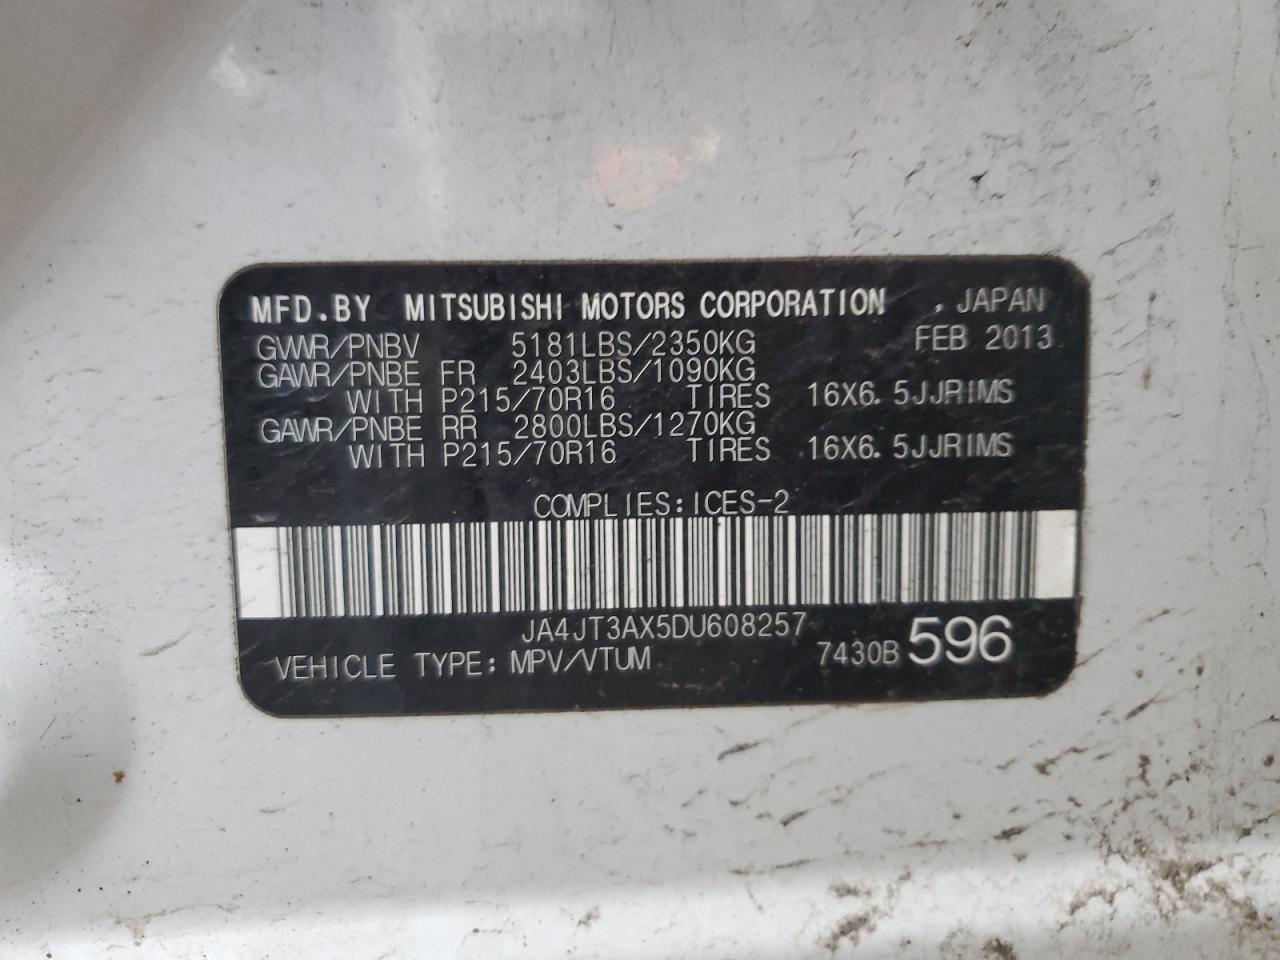 MFD.BY MITSUBISHI MOTORS CORPORATION , JAPAN
GVWR/PNBV 5181LBS/2350KG FEB 2013
GAWR/PNBE FR 2403LBS/1090KG
WITH P215/70R16 TIRES 16X6.5JJRIMS
GAWR/PNBE RR 2800LBS/1270KG
WITH P215/70R16 TIRES 16X6.5JJRIMS
COMPLIES:ICES-2
JA4JT3AX5DU608257
VEHICLE TYPE: MPV/VTUM 7430B 596